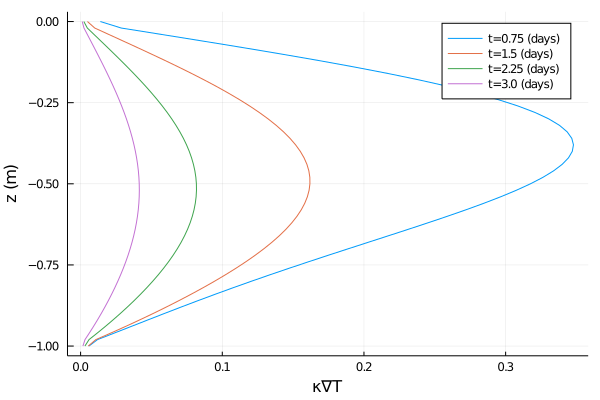 0.00
−0.25
−0.50
−0.75
−1.00
z (m)
t=0.75 (days)
t=1.5 (days)
t=2.25 (days)
t=3.0 (days)
0.0 0.1 0.2 0.3
κ∇T